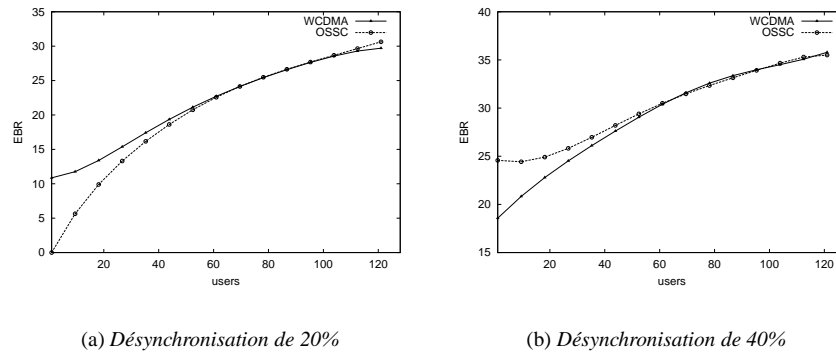 35
30
25
20
15
10
5
0
EBR
WCDMA
OSSC
20 40 60 80 100 120
users
40
35
30
25
20
15
EBR
WCDMA
OSSC
20 40 60 80 100 120
users
(a) Désynchronisation de 20%
(b) Désynchronisation de 40%